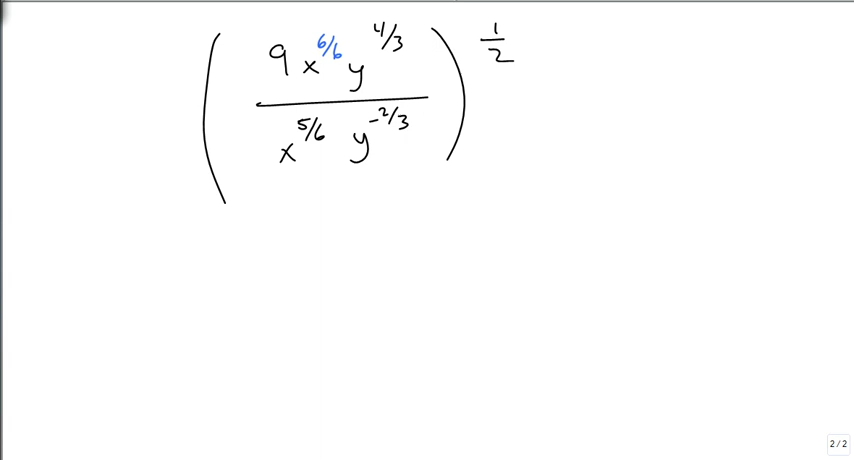 ( 9x^{6/6} y^{4/3} / x^{5/6} y^{-2/3} )^{1/2}
2 / 2